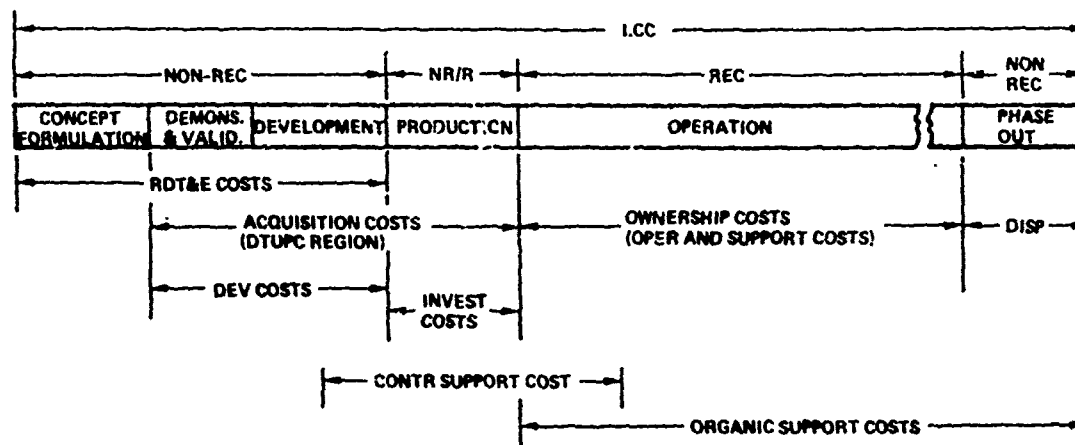 LCC
NON-REC NR/R REC NON
REC
CONCEPT
FORMULATION
DEMONS.
& VALID.
DEVELOPMENT
PRODUCTION
OPERATION
PHASE
OUT
RDT&E COSTS
ACQUISITION COSTS
(DTUPC REGION)
OWNERSHIP COSTS
(OPER AND SUPPORT COSTS)
DISP
DEV COSTS
INVEST
COSTS
CONTR SUPPORT COST
ORGANIC SUPPORT COSTS